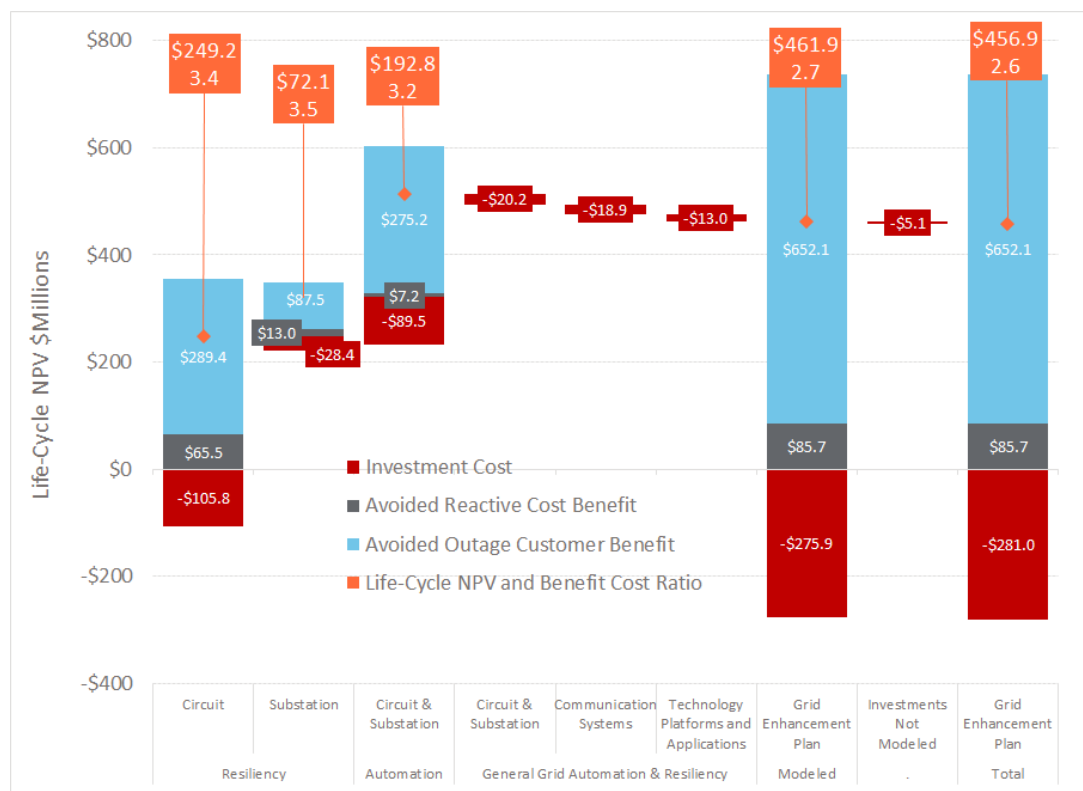 $800
$600
$400
$200
$0
-$200
-$400
Life-Cycle NPV $Millions
$249.2
3.4
$72.1
3.5
$192.8
3.2
$461.9
2.7
$456.9
2.6
$289.4
$65.5
-$105.8
$87.5
$13.0
-$28.4
$275.2
$7.2
-$89.5
-$20.2
-$18.9
-$13.0
$652.1
$85.7
-$275.9
-$5.1
$652.1
$85.7
-$281.0
Investment Cost
Avoided Reactive Cost Benefit
Avoided Outage Customer Benefit
Life-Cycle NPV and Benefit Cost Ratio
Circuit
Substation
Circuit &
Substation
Circuit &
Substation
Communication
Systems
Technology
Platforms and
Applications
Grid
Enhancement
Plan
Investments
Not
Modeled
Grid
Enhancement
Plan
Resiliency
Automation
General Grid Automation & Resiliency
Modeled
.
Total